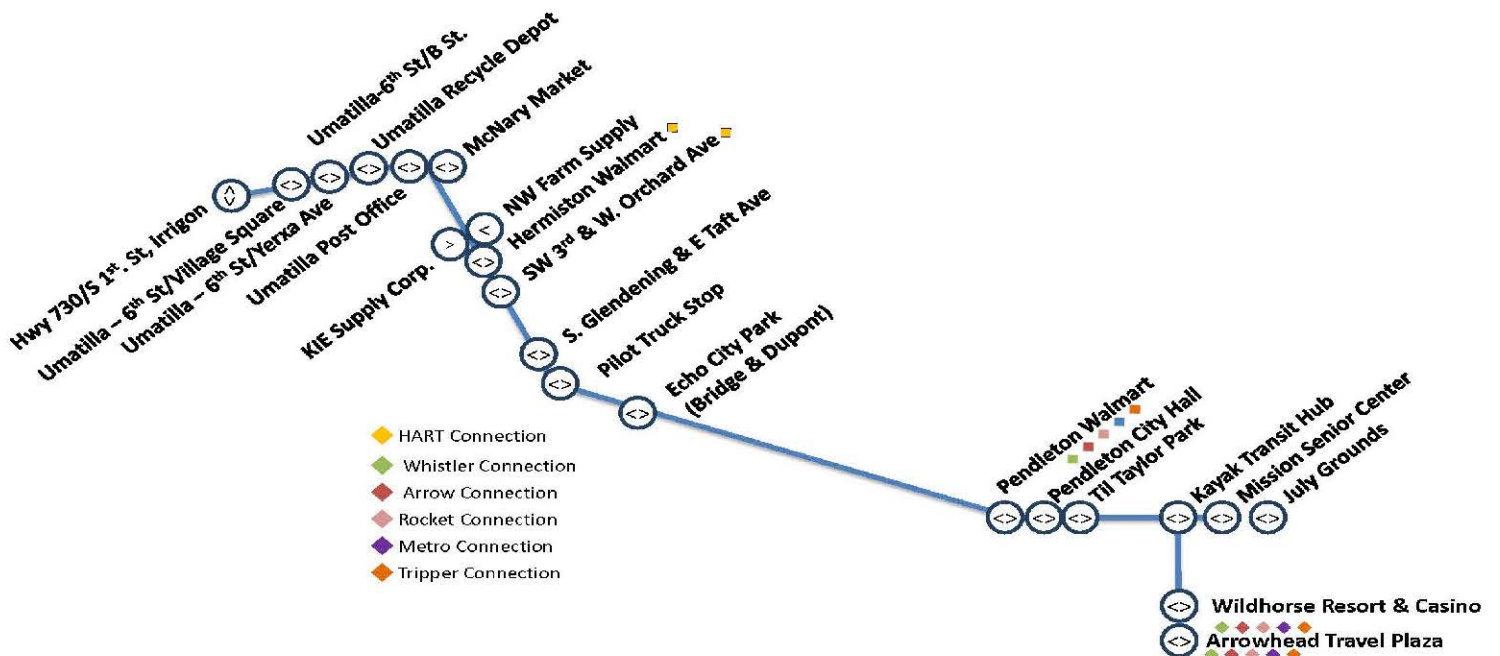 Hwy 730/S 1st. St, Irrigon
Umatilla – 6th St/Village Square
Umatilla – 6th St/Yerxa Ave
Umatilla-6th St/B St.
Umatilla Recycle Depot
Umatilla Post Office
McNary Market
KIE Supply Corp.
NW Farm Supply
Hermiston Walmart
SW 3rd & W. Orchard Ave
S. Glendening & E Taft Ave
Pilot Truck Stop
Echo City Park
(Bridge & Dupont)
Pendleton Walmart
Pendleton City Hall
Til Taylor Park
Kayak Transit Hub
Mission Senior Center
July Grounds
Wildhorse Resort & Casino
Arrowhead Travel Plaza
HART Connection
Whistler Connection
Arrow Connection
Rocket Connection
Metro Connection
Tripper Connection